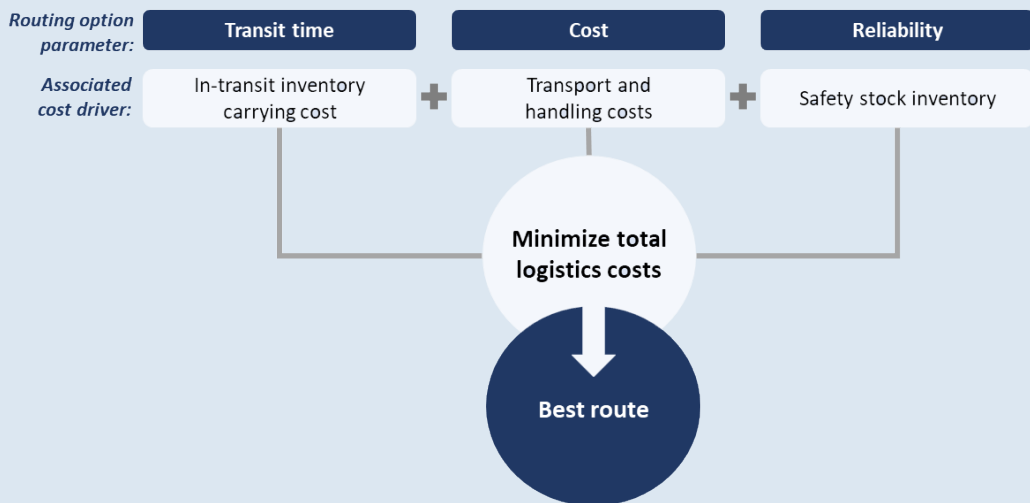 Routing option
parameter:
Transit time
Cost
Reliability
Associated
cost driver:
In-transit inventory
carrying cost
Transport and
handling costs
Safety stock inventory
Minimize total
logistics costs
Best route